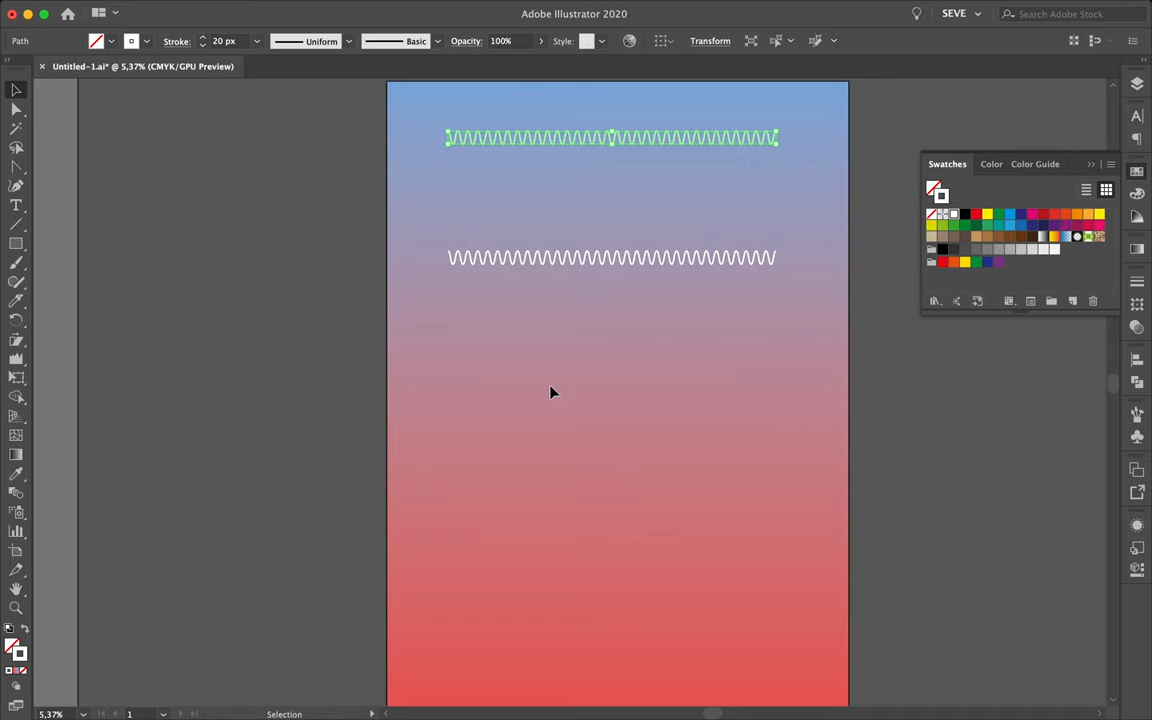 Adobe Illustrator 2020
SEVE
Search Adobe Stock
Path
Stroke:
20 px
Uniform
Basic
Opacity:
100%
Style:
Transform
Untitled-1.ai* @ 5,37% (CMYK/GPU Preview)
Swatches
Color
Color Guide
5,37%
1
Selection